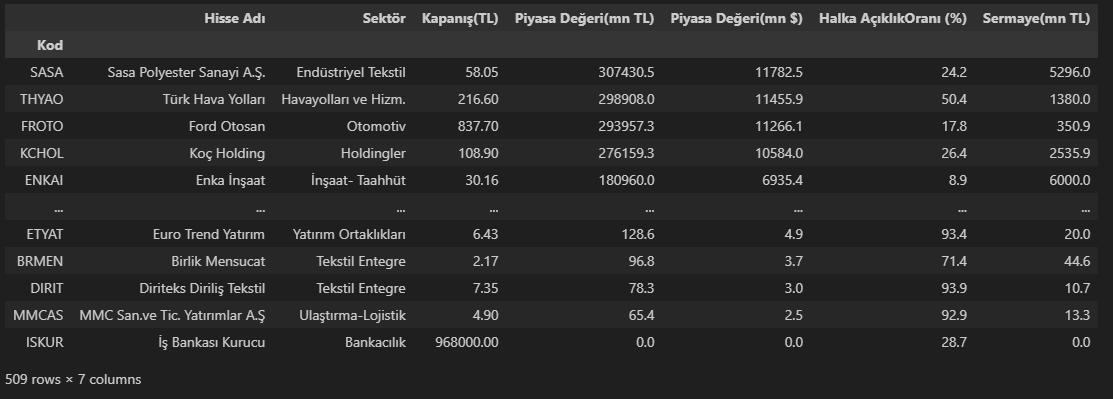 Hisse Adı Sektör Kapanış(TL) Piyasa Değeri(mn TL) Piyasa Değeri(mn $) Halka AçıklıkOranı (%) Sermaye(mn TL)
Kod
SASA Sasa Polyester Sanayi A.Ş. Endüstriyel Tekstil 58.05 307430.5 11782.5 24.2 5296.0
THYAO Türk Hava Yolları Havayolları ve Hizm. 216.60 298908.0 11455.9 50.4 1380.0
FROTO Ford Otosan Otomotiv 837.70 293957.3 11266.1 17.8 350.9
KCHOL Koç Holding Holdingler 108.90 276159.3 10584.0 26.4 2535.9
ENKAI Enka İnşaat İnşaat- Taahhüt 30.16 180960.0 6935.4 8.9 6000.0
... ... ... ... ... ... ... ...
ETYAT Euro Trend Yatırım Yatırım Ortaklıkları 6.43 128.6 4.9 93.4 20.0
BRMEN Birlik Mensucat Tekstil Entegre 2.17 96.8 3.7 71.4 44.6
DIRIT Diriteks Diriliş Tekstil Tekstil Entegre 7.35 78.3 3.0 93.9 10.7
MMCAS MMC San.ve Tic. Yatırımlar A.Ş Ulaştırma-Lojistik 4.90 65.4 2.5 92.9 13.3
ISKUR İş Bankası Kurucu Bankacılık 968000.00 0.0 0.0 28.7 0.0
509 rows × 7 columns